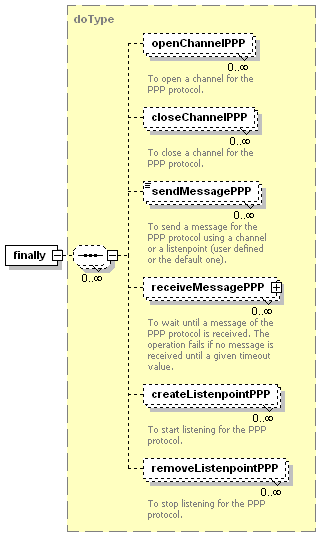 doType
openChannelPPP
0..∞
To open a channel for the
PPP protocol.
closeChannelPPP
0..∞
To close a channel for the
PPP protocol.
sendMessagePPP
0..∞
To send a message for the
PPP protocol using a channel
or a listenpoint (user defined
or the default one).
finally
0..∞
receiveMessagePPP
0..∞
To wait until a message of the
PPP protocol is received. The
operation fails if no message is
received until a given timeout
value.
createListenpointPPP
0..∞
To start listening for the PPP
protocol.
removeListenpointPPP
0..∞
To stop listening for the PPP
protocol.